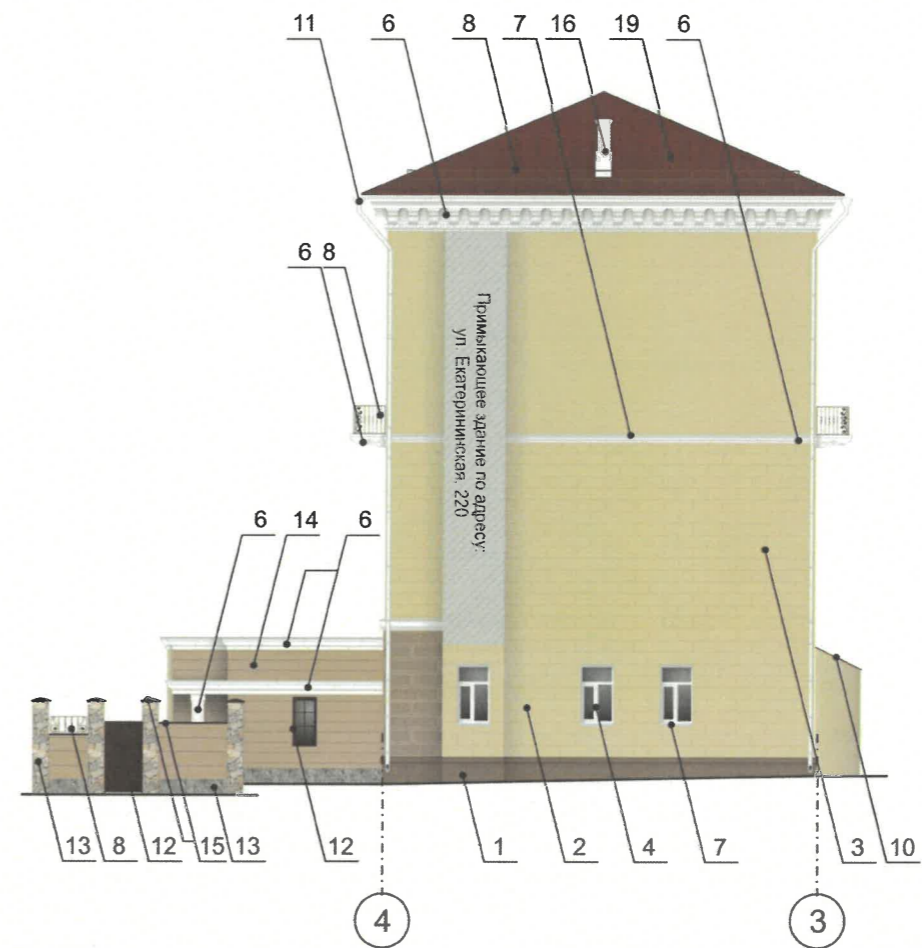 11 6 8 7 16 19 6
6 8
Примыкающее здание по адресу:
ул. Екатерининская, 220
6 14 6
13 8 12 15 13 12 1 2 4 7 3 10
4 3